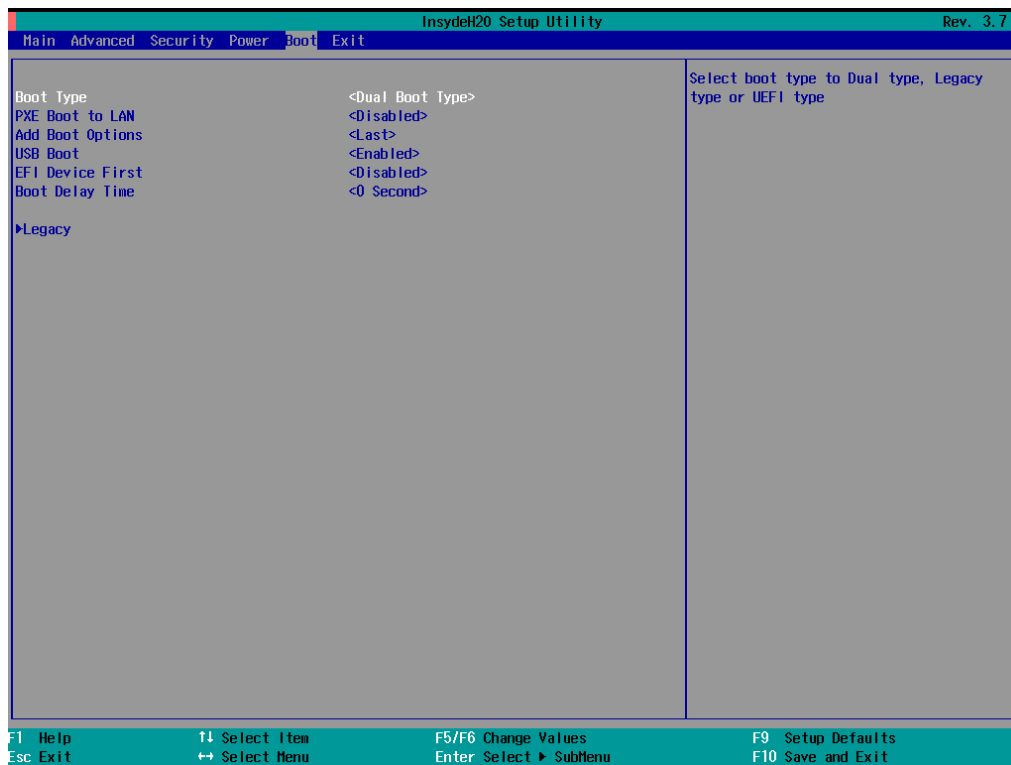 InsydeH20 Setup Utility Rev. 3.7
Main Advanced Security Power Boot Exit
Select boot type to Dual type, Legacy
type or UEFI type
Boot Type <Dual Boot Type>
PXE Boot to LAN <Disabled>
Add Boot Options <Last>
USB Boot <Enabled>
EFI Device First <Disabled>
Boot Delay Time <0 Second>
▶Legacy
F1 Help ↑↓ Select Item F5/F6 Change Values F9 Setup Defaults
Esc Exit ↔ Select Menu Enter Select ▶ SubMenu F10 Save and Exit